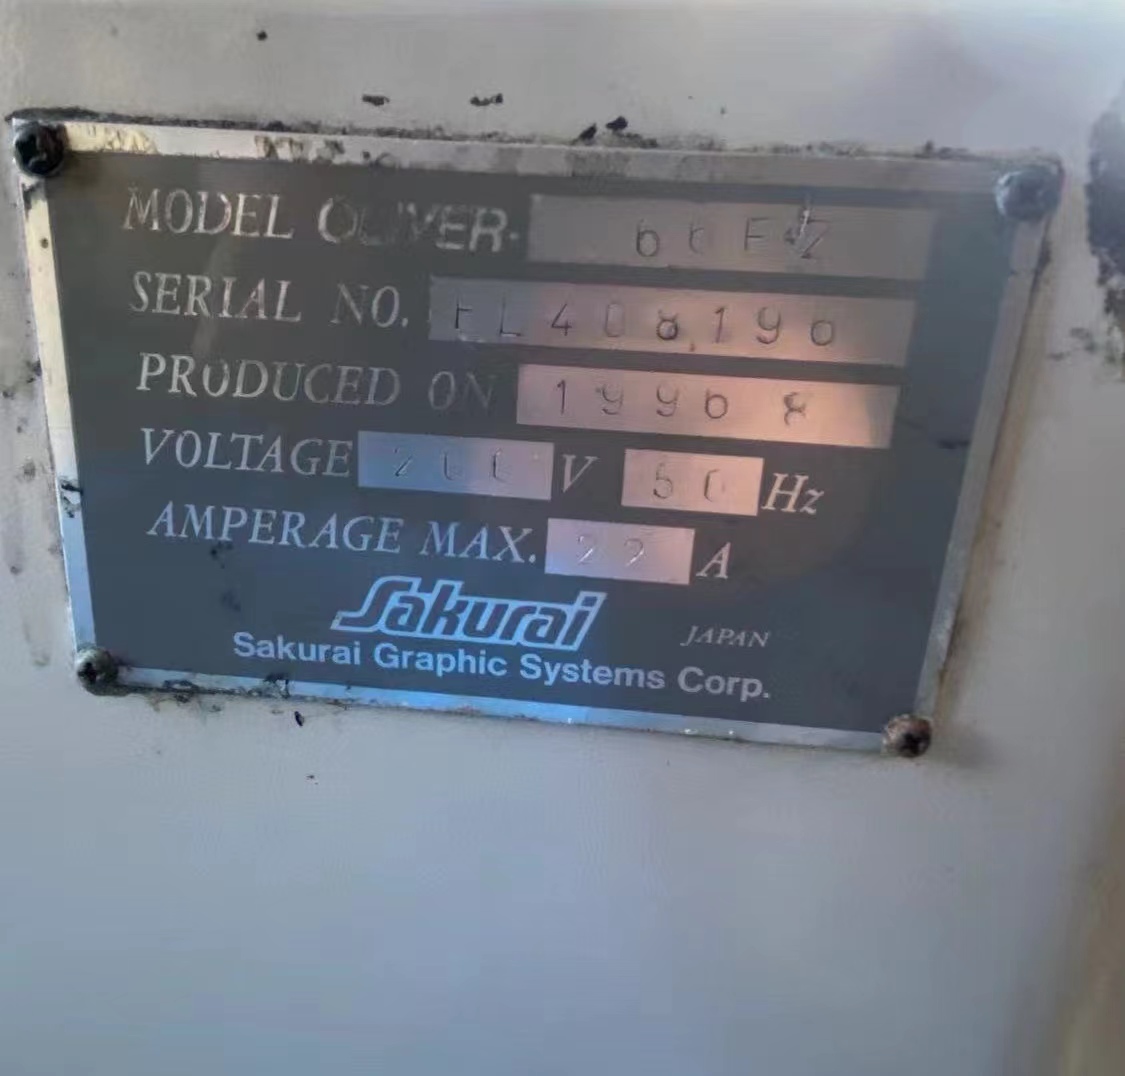 MODEL OLIVER- 66EZ
SERIAL NO. FL408196
PRODUCED ON 1996 8
VOLTAGE 200 V 50 Hz
AMPERAGE MAX. 22 A
Sakurai JAPAN
Sakurai Graphic Systems Corp.